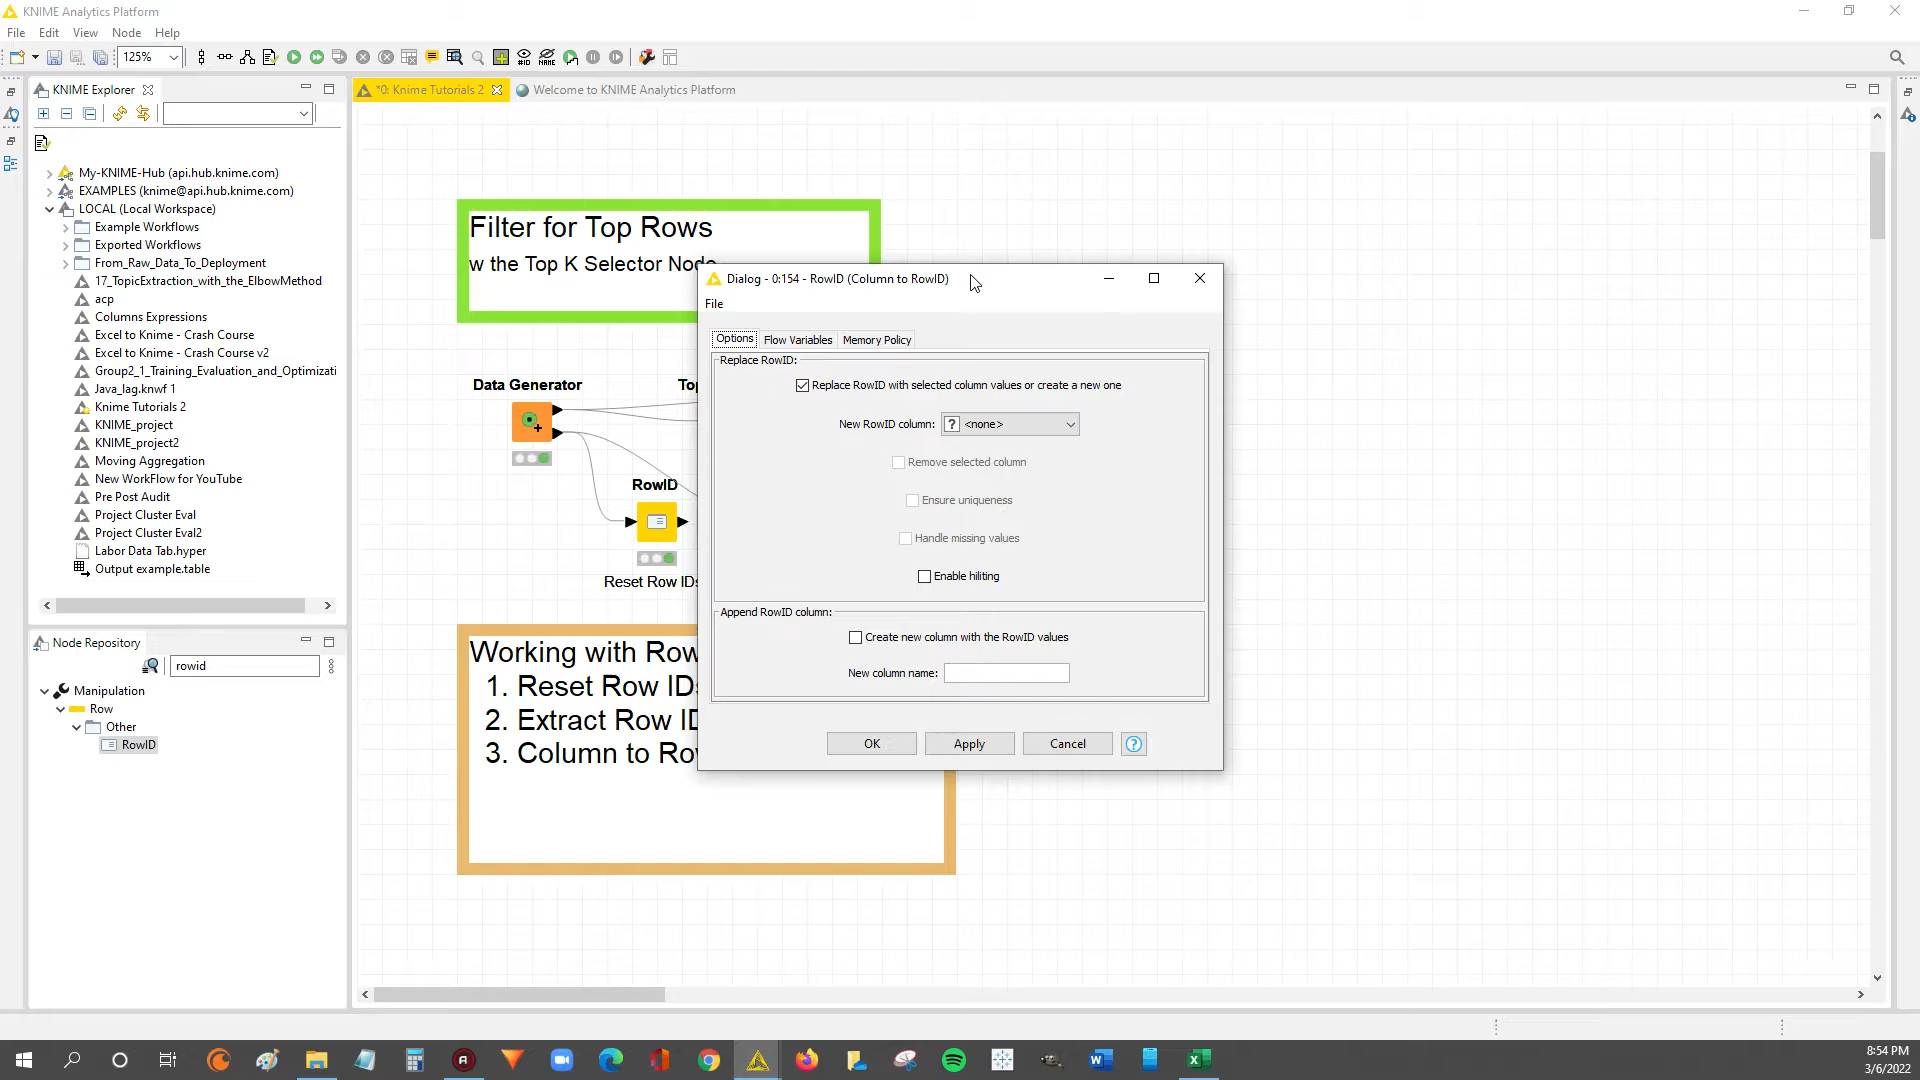 KNIME Analytics Platform
File Edit View Node Help
125%
KNIME Explorer
*0: Knime Tutorials 2
Welcome to KNIME Analytics Platform
My-KNIME-Hub (api.hub.knime.com)
EXAMPLES (knime@api.hub.knime.com)
LOCAL (Local Workspace)
Example Workflows
Exported Workflows
From_Raw_Data_To_Deployment
17_TopicExtraction_with_the_ElbowMethod
acp
Columns Expressions
Excel to Knime - Crash Course
Excel to Knime - Crash Course v2
Group2_1_Training_Evaluation_and_Optimizati
Java_lag.knwf 1
Knime Tutorials 2
KNIME_project
KNIME_project2
Moving Aggregation
New WorkFlow for YouTube
Pre Post Audit
Project Cluster Eval
Project Cluster Eval2
Labor Data Tab.hyper
Output example.table
Node Repository
rowid
Manipulation
Row
Other
RowID
Filter for Top Rows
w the Top K Selector Node
Data Generator
Top
RowID
Reset Row IDs
Working with Row
1. Reset Row IDs
2. Extract Row ID
3. Column to Row
Dialog - 0:154 - RowID (Column to RowID)
File
Options Flow Variables Memory Policy
Replace RowID:
Replace RowID with selected column values or create a new one
New RowID column: ? <none>
Remove selected column
Ensure uniqueness
Handle missing values
Enable hiliting
Append RowID column:
Create new column with the RowID values
New column name:
OK Apply Cancel ?
8:54 PM
3/6/2022